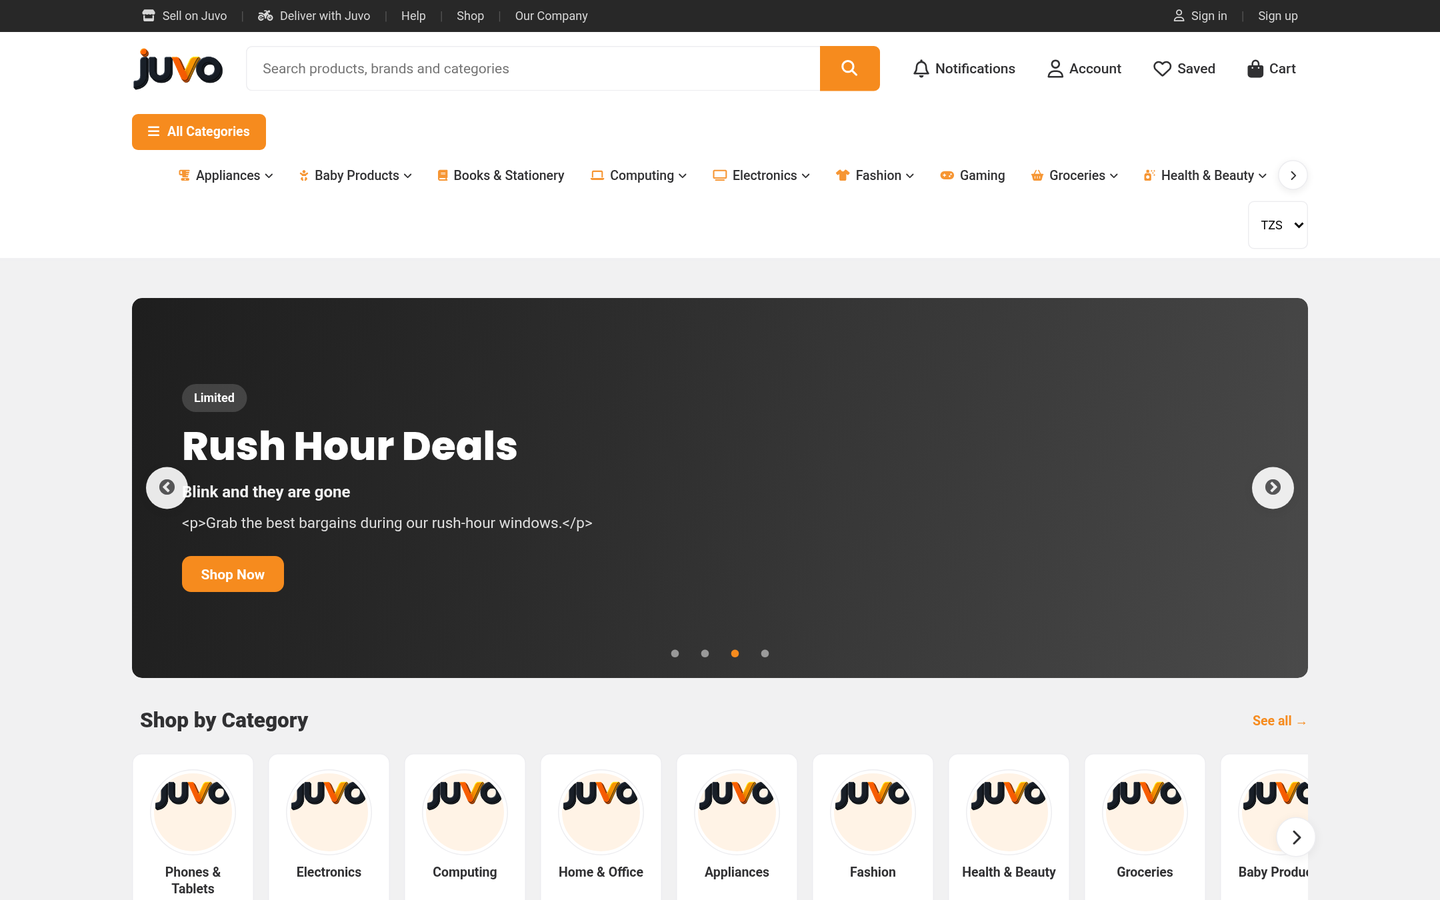 Sell on Juvo
Deliver with Juvo
Help
Shop
Our Company
Sign in
Sign up
juvo
Search products, brands and categories
Notifications
Account
Saved
Cart
All Categories
Appliances
Baby Products
Books & Stationery
Computing
Electronics
Fashion
Gaming
Groceries
Health & Beauty
TZS
Limited
Rush Hour Deals
Blink and they are gone
<p>Grab the best bargains during our rush-hour windows.</p>
Shop Now
Shop by Category
See all →
juvo
juvo
juvo
juvo
juvo
juvo
juvo
juvo
juvo
Phones &
Tablets
Electronics
Computing
Home & Office
Appliances
Fashion
Health & Beauty
Groceries
Baby Produc